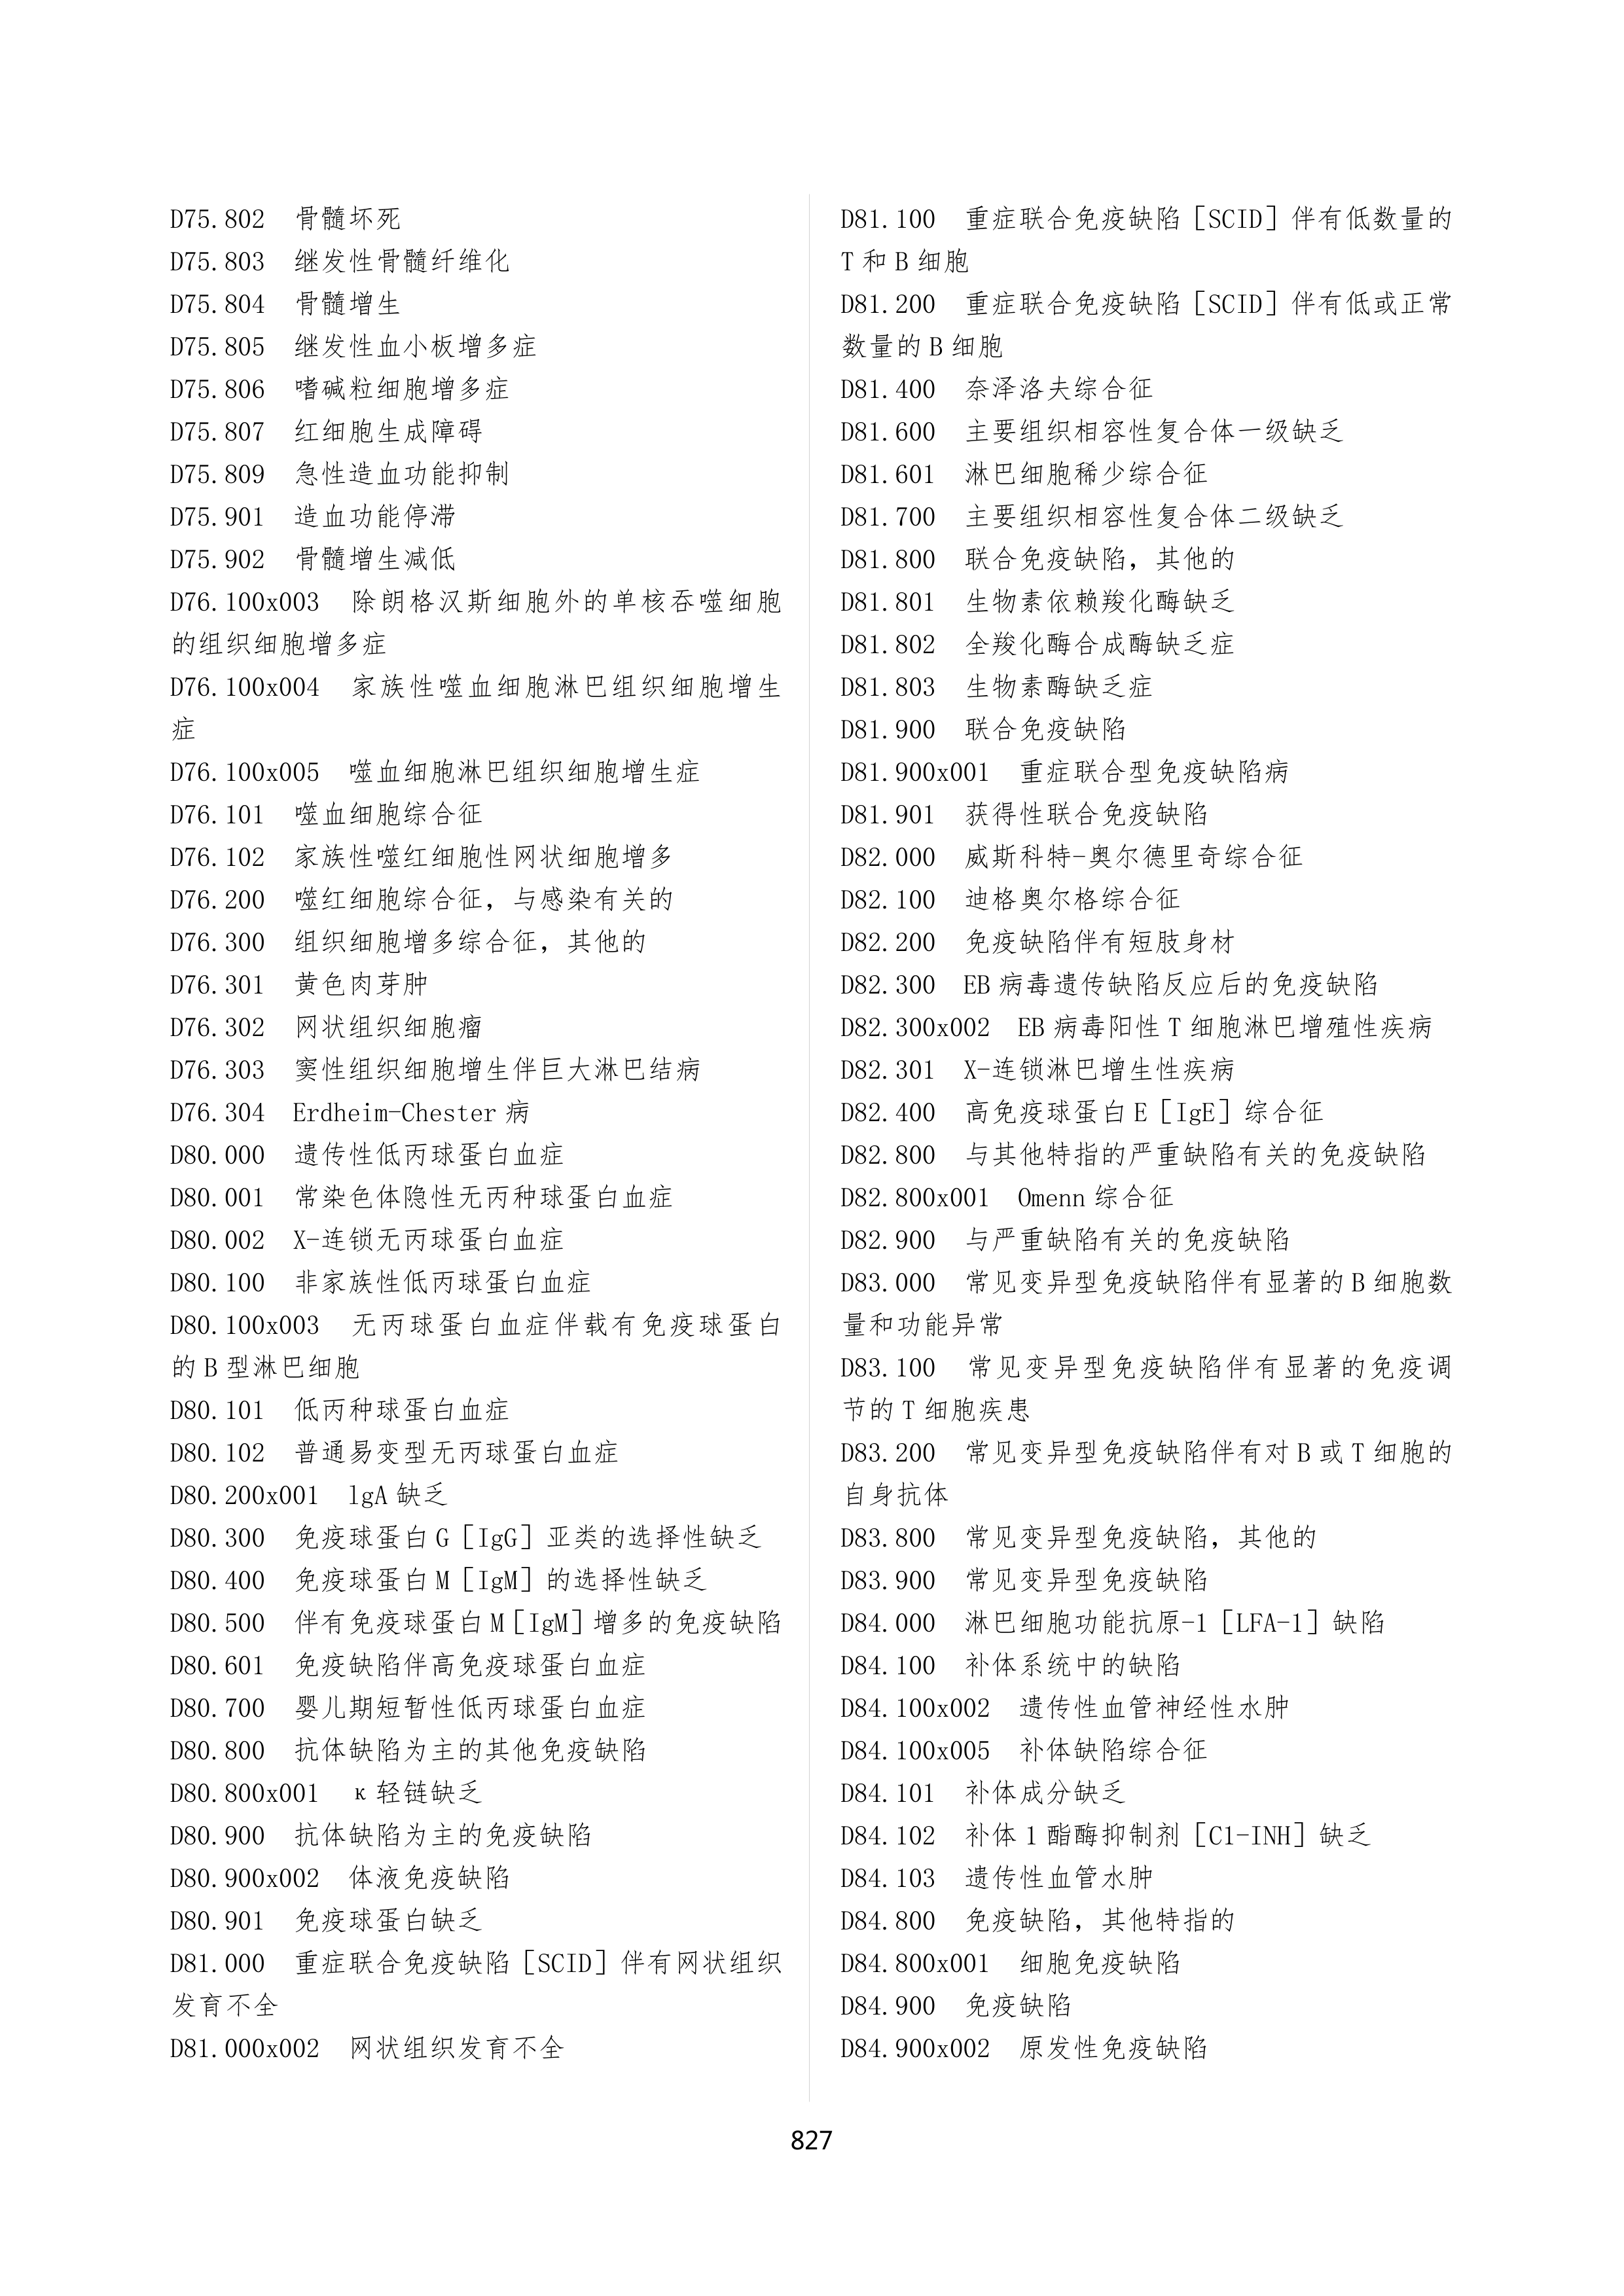 D75.802　骨髓坏死
D75.803　继发性骨髓纤维化
D75.804　骨髓增生
D75.805　继发性血小板增多症
D75.806　嗜碱粒细胞增多症
D75.807　红细胞生成障碍
D75.809　急性造血功能抑制
D75.901　造血功能停滞
D75.902　骨髓增生减低
D76.100x003　除朗格汉斯细胞外的单核吞噬细胞
的组织细胞增多症
D76.100x004　家族性噬血细胞淋巴组织细胞增生
症
D76.100x005　噬血细胞淋巴组织细胞增生症
D76.101　噬血细胞综合征
D76.102　家族性噬红细胞性网状细胞增多
D76.200　噬红细胞综合征，与感染有关的
D76.300　组织细胞增多综合征，其他的
D76.301　黄色肉芽肿
D76.302　网状组织细胞瘤
D76.303　窦性组织细胞增生伴巨大淋巴结病
D76.304　Erdheim-Chester 病
D80.000　遗传性低丙球蛋白血症
D80.001　常染色体隐性无丙种球蛋白血症
D80.002　X-连锁无丙球蛋白血症
D80.100　非家族性低丙球蛋白血症
D80.100x003　无丙球蛋白血症伴载有免疫球蛋白
的 B 型淋巴细胞
D80.101　低丙种球蛋白血症
D80.102　普通易变型无丙球蛋白血症
D80.200x001　lgA 缺乏
D80.300　免疫球蛋白 G［IgG］亚类的选择性缺乏
D80.400　免疫球蛋白 M［IgM］的选择性缺乏
D80.500　伴有免疫球蛋白 M［IgM］增多的免疫缺陷
D80.601　免疫缺陷伴高免疫球蛋白血症
D80.700　婴儿期短暂性低丙球蛋白血症
D80.800　抗体缺陷为主的其他免疫缺陷
D80.800x001　κ轻链缺乏
D80.900　抗体缺陷为主的免疫缺陷
D80.900x002　体液免疫缺陷
D80.901　免疫球蛋白缺乏
D81.000　重症联合免疫缺陷［SCID］伴有网状组织
发育不全
D81.000x002　网状组织发育不全
D81.100　重症联合免疫缺陷［SCID］伴有低数量的
T 和 B 细胞
D81.200　重症联合免疫缺陷［SCID］伴有低或正常
数量的 B 细胞
D81.400　奈泽洛夫综合征
D81.600　主要组织相容性复合体一级缺乏
D81.601　淋巴细胞稀少综合征
D81.700　主要组织相容性复合体二级缺乏
D81.800　联合免疫缺陷，其他的
D81.801　生物素依赖羧化酶缺乏
D81.802　全羧化酶合成酶缺乏症
D81.803　生物素酶缺乏症
D81.900　联合免疫缺陷
D81.900x001　重症联合型免疫缺陷病
D81.901　获得性联合免疫缺陷
D82.000　威斯科特-奥尔德里奇综合征
D82.100　迪格奥尔格综合征
D82.200　免疫缺陷伴有短肢身材
D82.300　EB 病毒遗传缺陷反应后的免疫缺陷
D82.300x002　EB 病毒阳性 T 细胞淋巴增殖性疾病
D82.301　X-连锁淋巴增生性疾病
D82.400　高免疫球蛋白 E［IgE］综合征
D82.800　与其他特指的严重缺陷有关的免疫缺陷
D82.800x001　Omenn 综合征
D82.900　与严重缺陷有关的免疫缺陷
D83.000　常见变异型免疫缺陷伴有显著的 B 细胞数
量和功能异常
D83.100　常见变异型免疫缺陷伴有显著的免疫调
节的 T 细胞疾患
D83.200　常见变异型免疫缺陷伴有对 B 或 T 细胞的
自身抗体
D83.800　常见变异型免疫缺陷，其他的
D83.900　常见变异型免疫缺陷
D84.000　淋巴细胞功能抗原-1［LFA-1］缺陷
D84.100　补体系统中的缺陷
D84.100x002　遗传性血管神经性水肿
D84.100x005　补体缺陷综合征
D84.101　补体成分缺乏
D84.102　补体 1 酯酶抑制剂［C1-INH］缺乏
D84.103　遗传性血管水肿
D84.800　免疫缺陷，其他特指的
D84.800x001　细胞免疫缺陷
D84.900　免疫缺陷
D84.900x002　原发性免疫缺陷
827